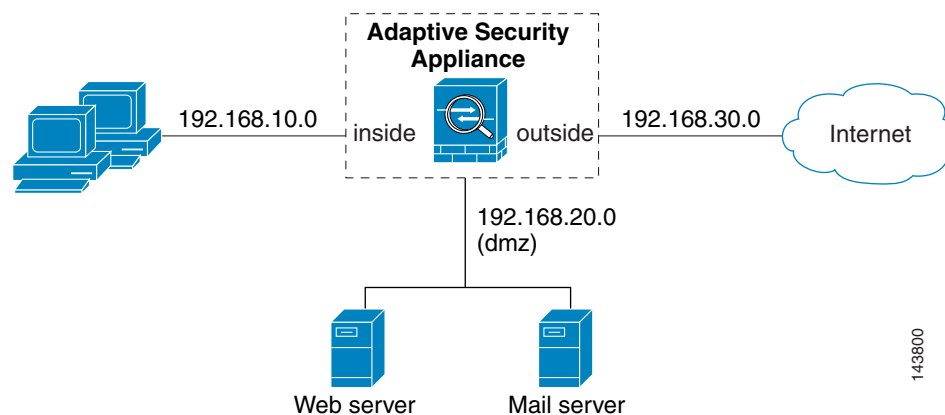 Adaptive Security
Appliance
192.168.10.0
inside
outside
192.168.30.0
Internet
192.168.20.0
(dmz)
Web server
Mail server
143800